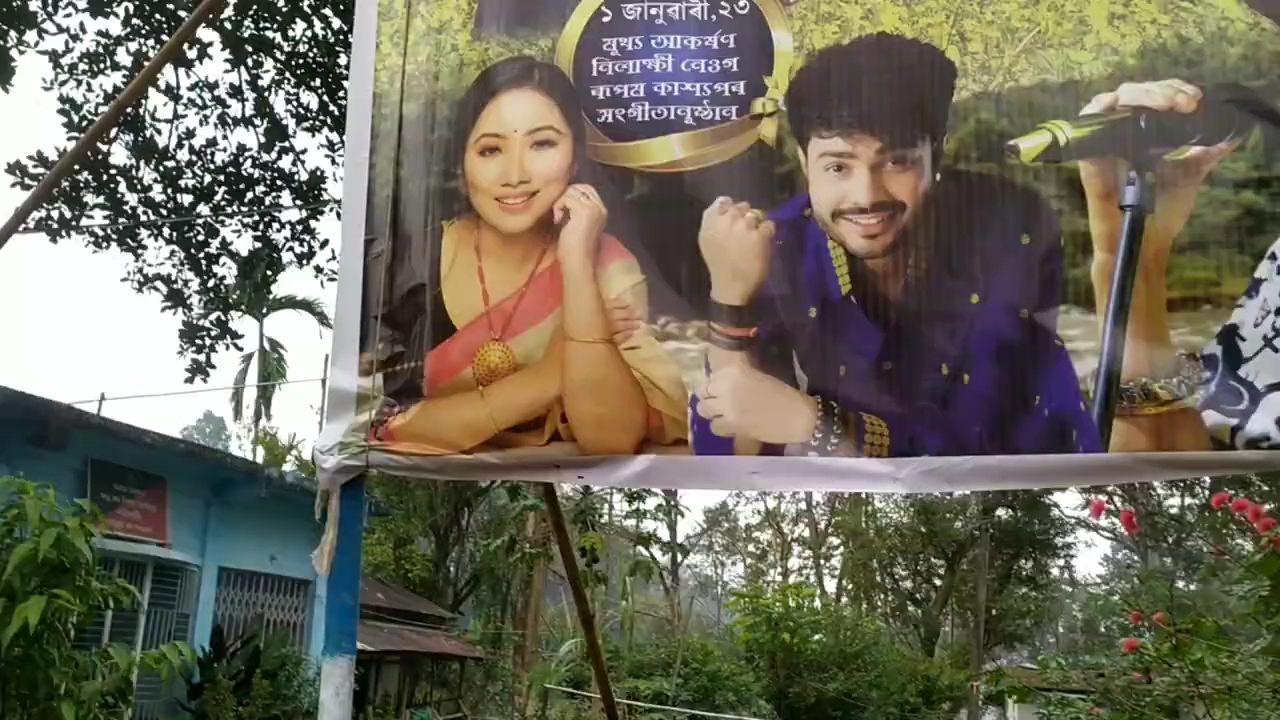 ১ জানুৱাৰী,২৩
মুখ্য আকৰ্ষণ
নিলাক্ষী নেওগ
ৰূপম কাশ্যপৰ
সংগীতানুষ্ঠান